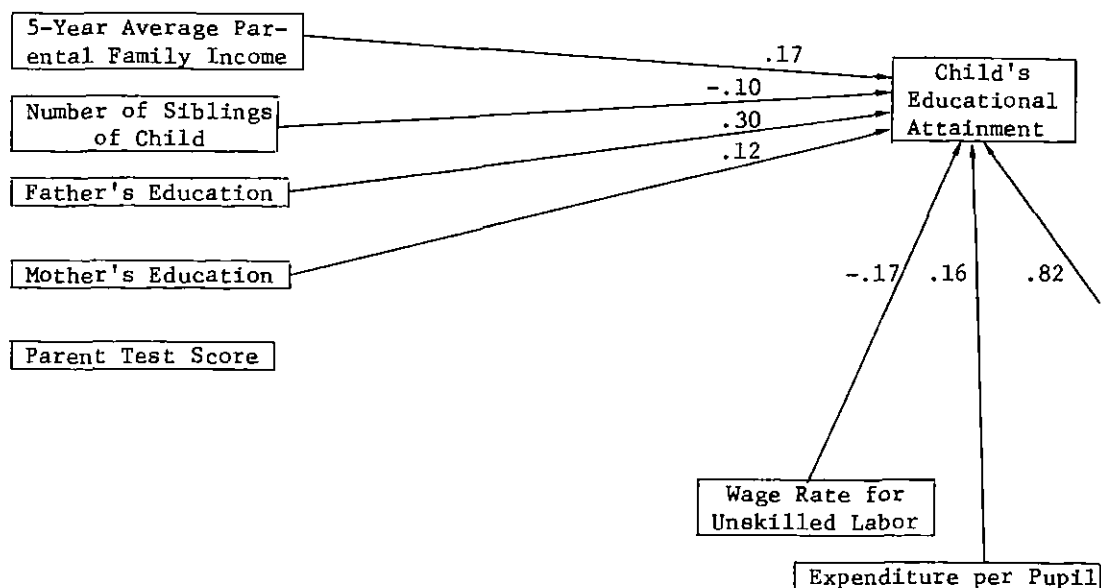 5-Year Average Par-
ental Family Income
.17
Child's
Educational
Attainment
-.10
Number of Siblings
of Child
.30
.12
Father's Education
Mother's Education
-.17
.16
.82
Parent Test Score
Wage Rate for
Unskilled Labor
Expenditure per Pupil